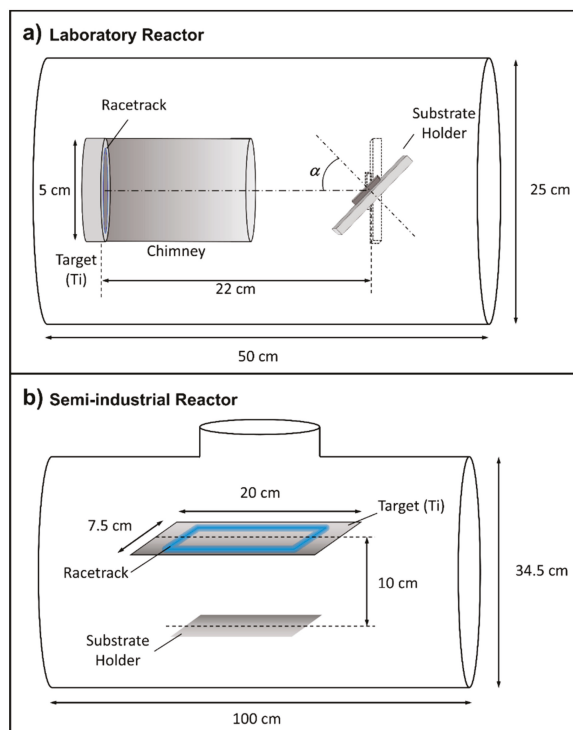 a) Laboratory Reactor
Racetrack
Substrate
Holder
α
5 cm
25 cm
Target
(Ti)
Chimney
22 cm
50 cm
b) Semi-industrial Reactor
20 cm
Target (Ti)
7.5 cm
Racetrack
10 cm
34.5 cm
Substrate
Holder
100 cm